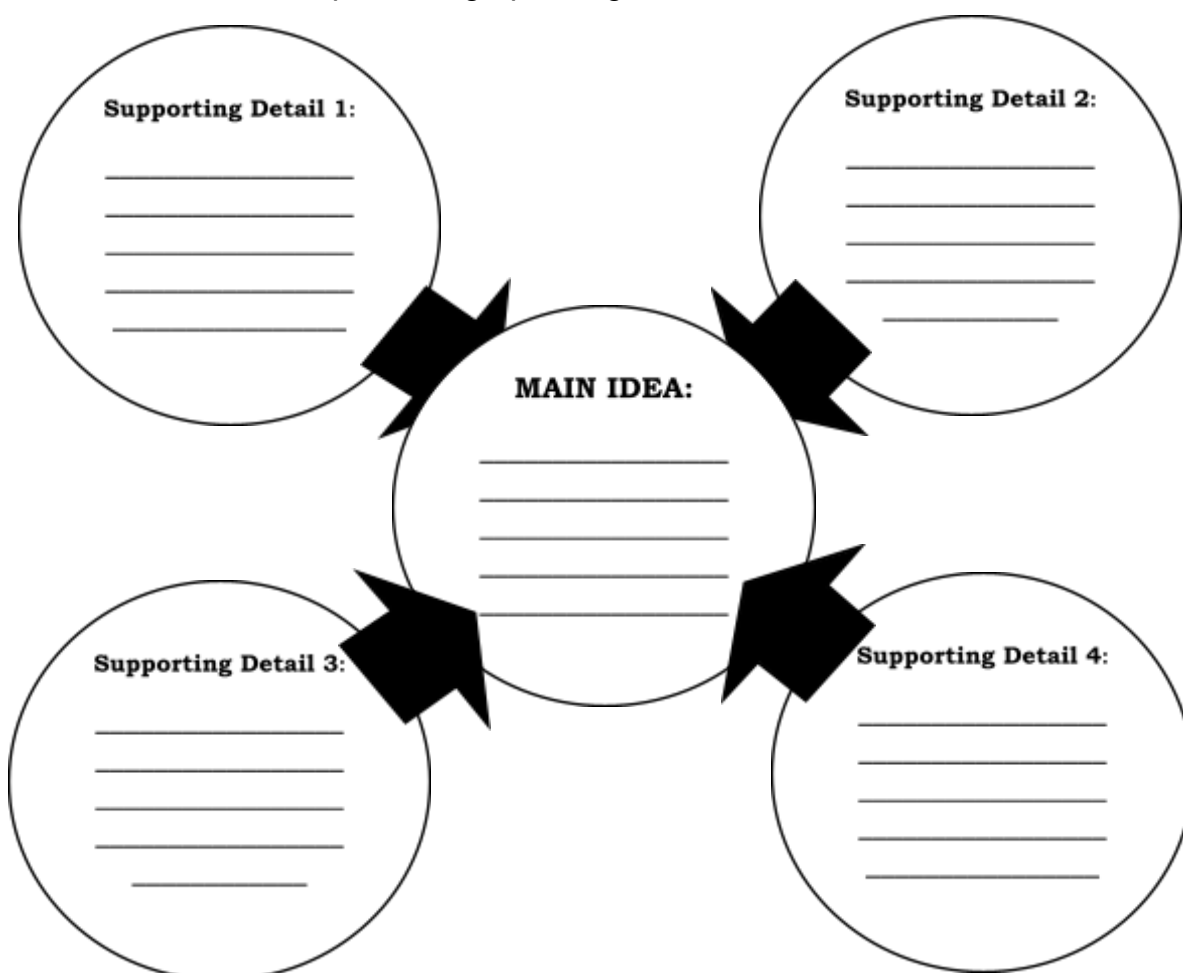 Supporting Detail 1:
Supporting Detail 2:
MAIN IDEA:
Supporting Detail 3:
Supporting Detail 4: